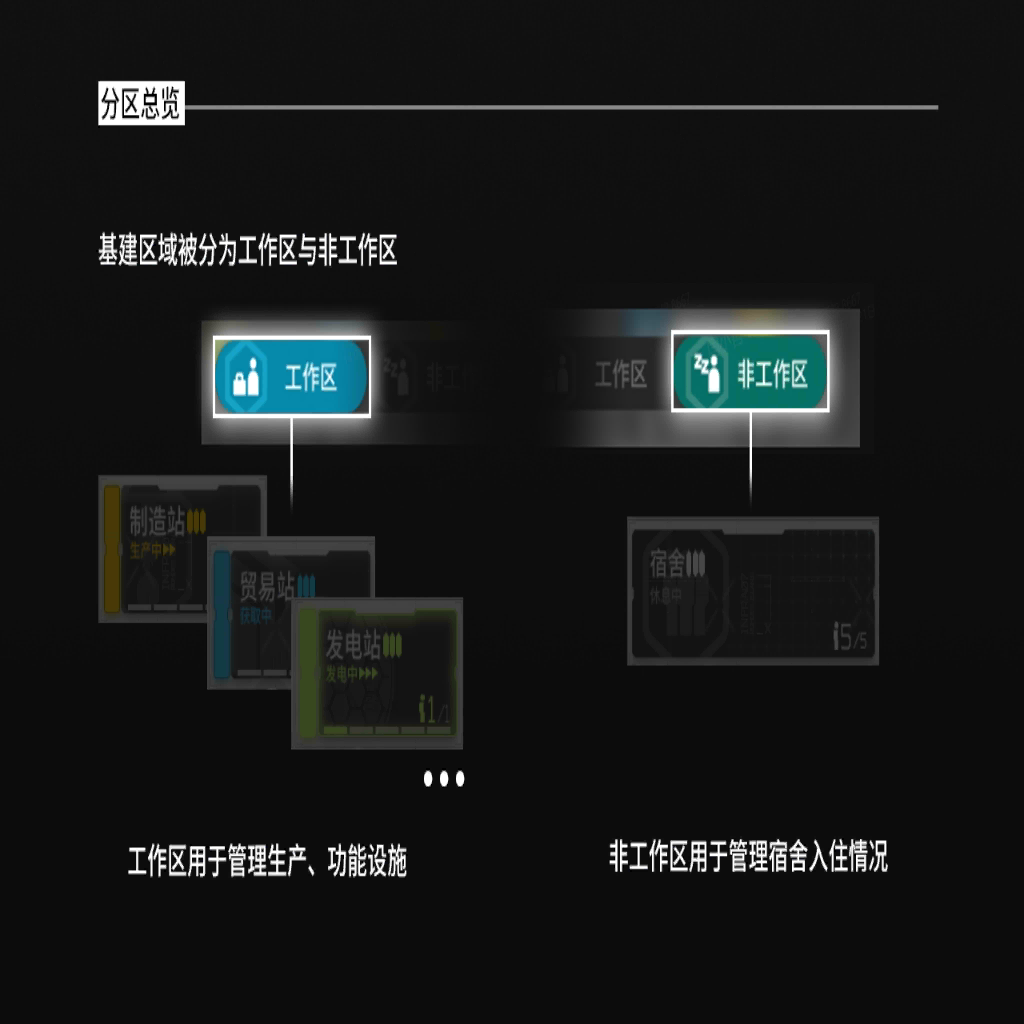 分区总览
基建区域被分为工作区与非工作区
工作区
非工
工作区
非工作区
制造站
生产中
贸易站
获取中
发电站
发电中
1/1
宿舍
休息中
5/5
工作区用于管理生产、功能设施
非工作区用于管理宿舍入住情况